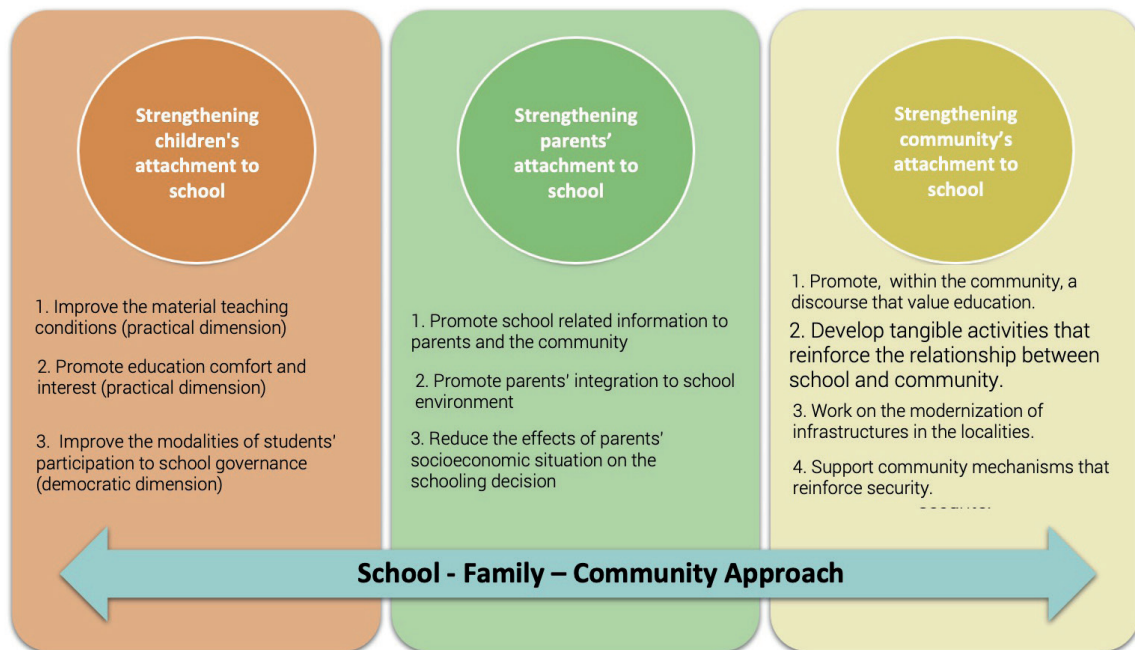 Strengthening
children's
attachment to
school
1. Improve the material teaching
conditions (practical dimension)
2. Promote education comfort and
interest (practical dimension)
3.  Improve the modalities of students'
participation to school governance
(democratic dimension)
Strengthening
parents'
attachment to
school
1. Promote school related information to
parents and the community
2. Promote parents' integration to school
environment
3. Reduce the effects of parents'
socioeconomic situation on the
schooling decision
Strengthening
community's
attachment to
school
1. Promote,  within the community, a
discourse that value education.
2. Develop tangible activities that
reinforce the relationship between
school and community.
3. Work on the modernization of
infrastructures in the localities.
4. Support community mechanisms that
reinforce security.
School - Family – Community Approach